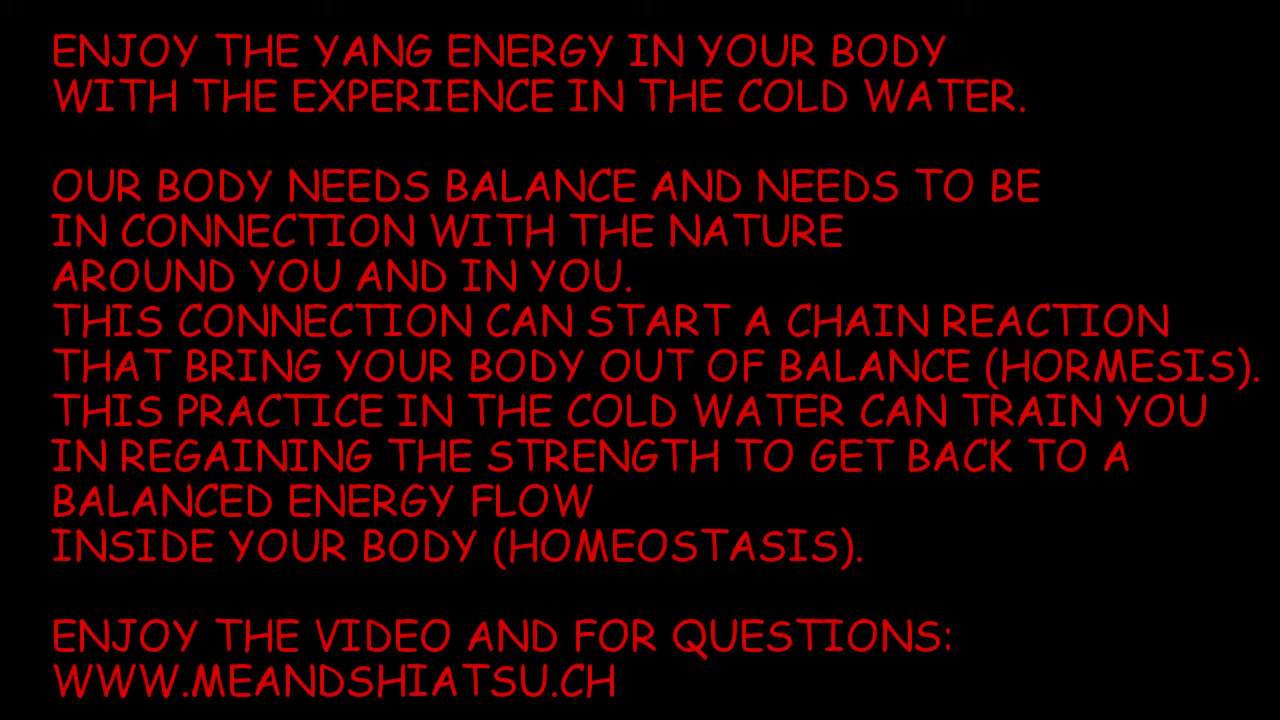 ENJOY THE YANG ENERGY IN YOUR BODY
WITH THE EXPERIENCE IN THE COLD WATER.
OUR BODY NEEDS BALANCE AND NEEDS TO BE
IN CONNECTION WITH THE NATURE
AROUND YOU AND IN YOU.
THIS CONNECTION CAN START A CHAIN REACTION
THAT BRING YOUR BODY OUT OF BALANCE (HORMESIS).
THIS PRACTICE IN THE COLD WATER CAN TRAIN YOU
IN REGAINING THE STRENGTH TO GET BACK TO A
BALANCED ENERGY FLOW
INSIDE YOUR BODY (HOMEOSTASIS).
ENJOY THE VIDEO AND FOR QUESTIONS:
WWW.MEANDSHIATSU.CH